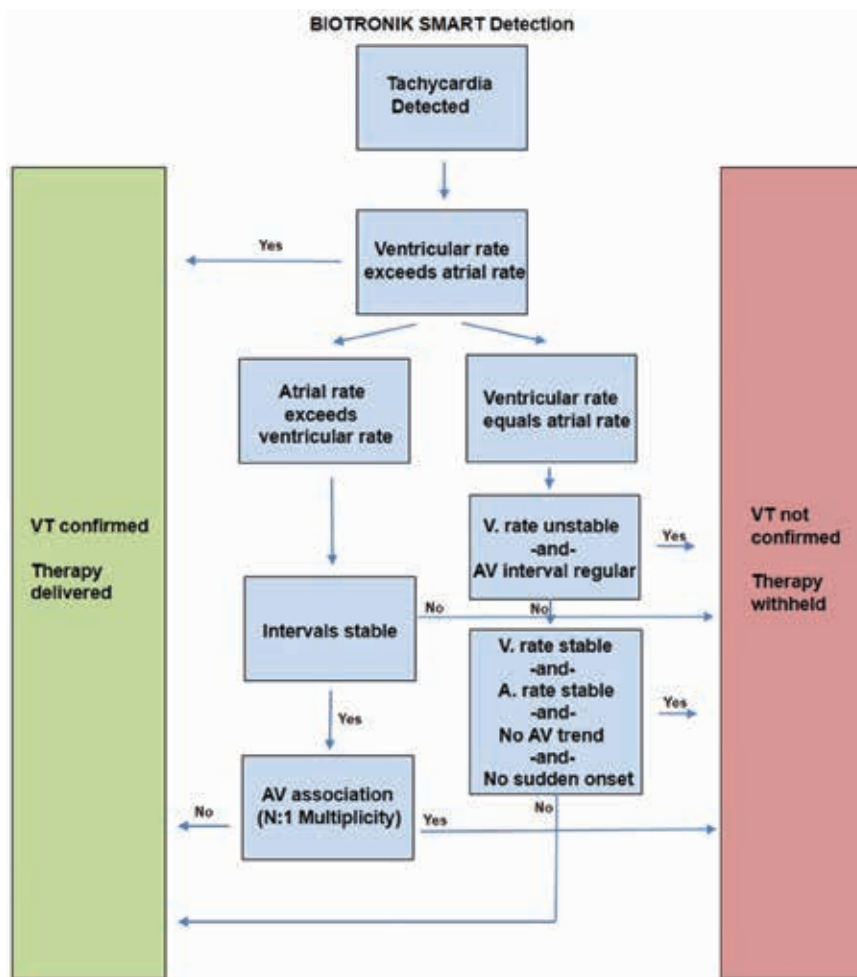 BIOTRONIK SMART Detection
Tachycardia
Detected
Yes
Ventricular rate
exceeds atrial rate
Atrial rate
exceeds
ventricular rate
Ventricular rate
equals atrial rate
VT confirmed
Therapy
delivered
V. rate unstable
-and-
AV interval regular
Yes
VT not
confirmed
Therapy
withheld
Intervals stable
No
No
V. rate stable
-and-
A. rate stable
-and-
No AV trend
-and-
No sudden onset
Yes
Yes
AV association
(N:1 Multiplicity)
No
Yes
No